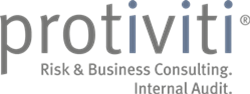 protiviti®
Risk & Business Consulting.
Internal Audit.